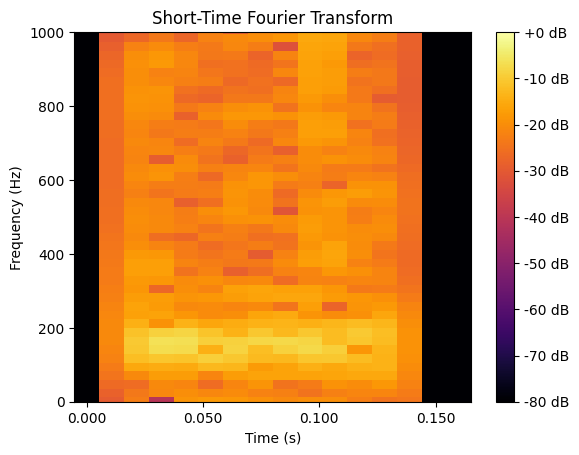 Short-Time Fourier Transform
1000
800
600
400
200
0
Frequency (Hz)
0.000
0.050
0.100
0.150
Time (s)
+0 dB
-10 dB
-20 dB
-30 dB
-40 dB
-50 dB
-60 dB
-70 dB
-80 dB